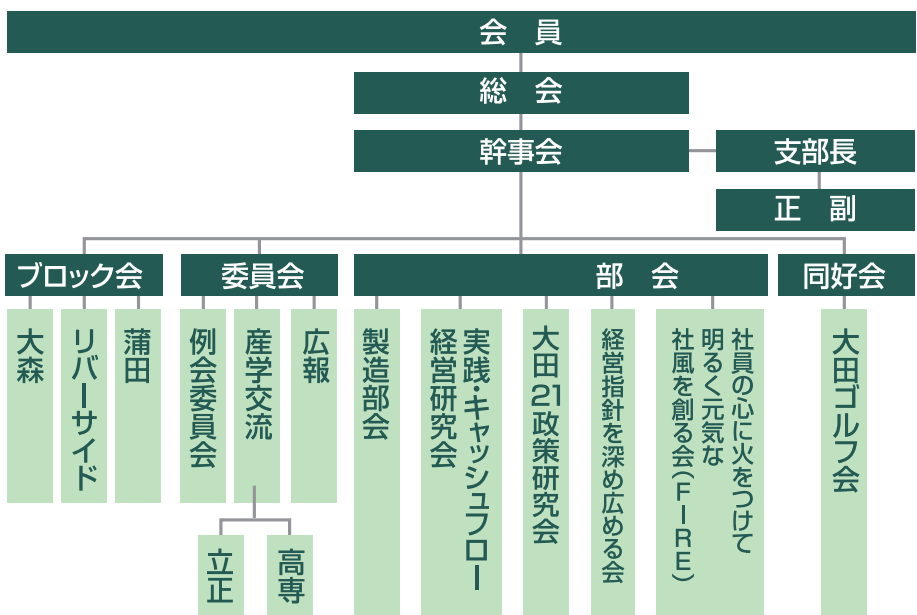 会　員
総　会
幹事会
支部長
正　副
ブロック会
委員会
部　会
同好会
大森
リバーサイド
蒲田
例会委員会
産学交流
広報
立正
高専
製造部会
実践・キャッシュフロー
経営研究会
大田21政策研究会
経営指針を深め広める会
社員の心に火をつけて
明るく元気な
社風を創る会(FIRE)
大田ゴルフ会